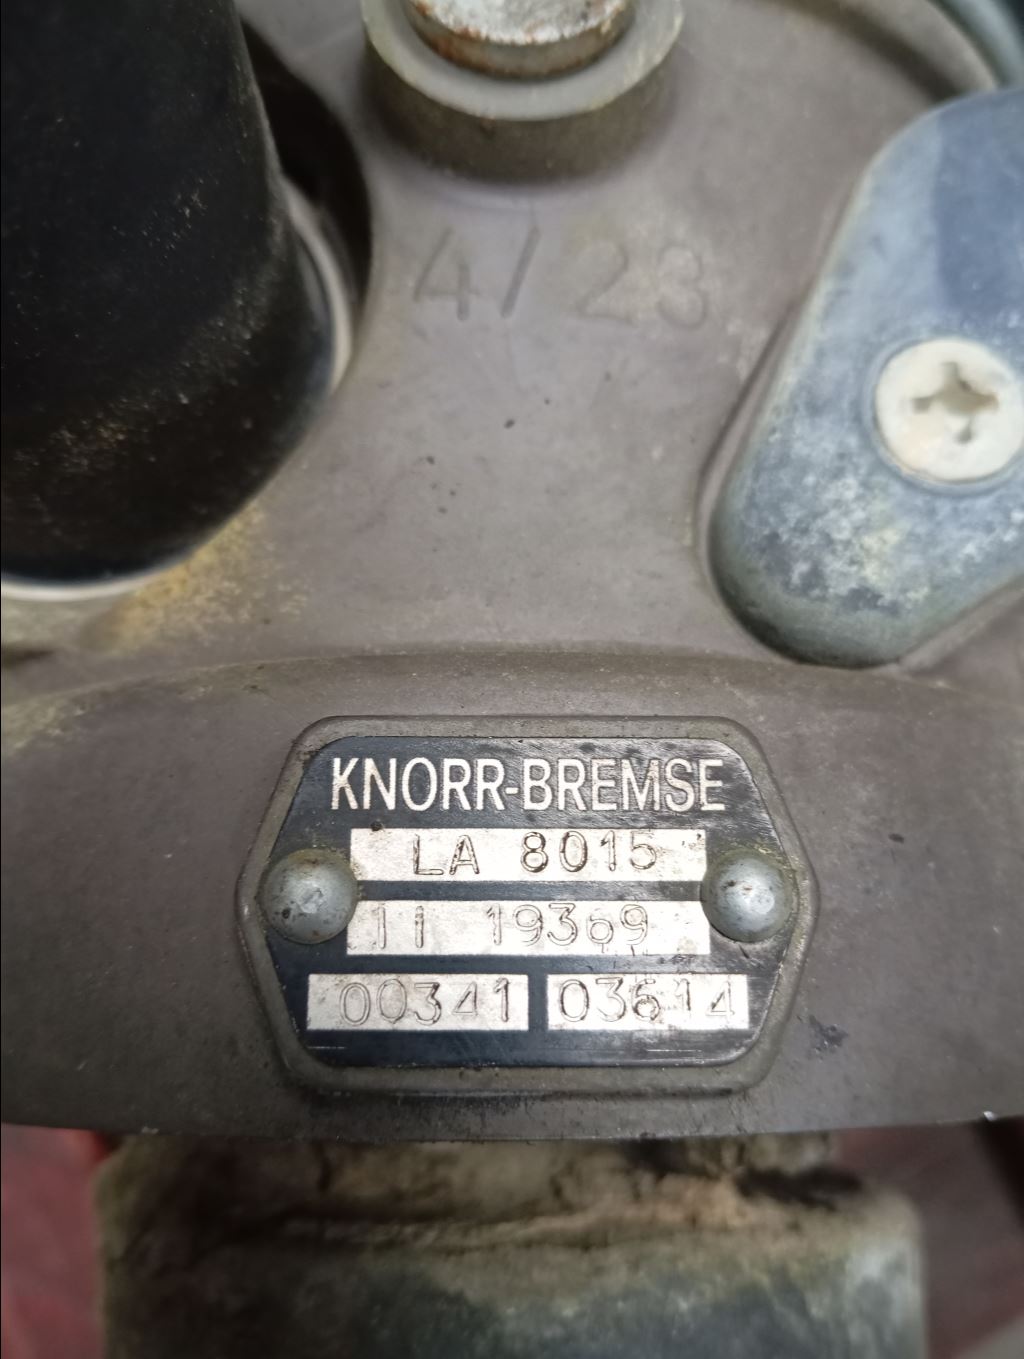 4/ 23
KNORR-BREMSE
LA 8015
II 19369
00341 03614